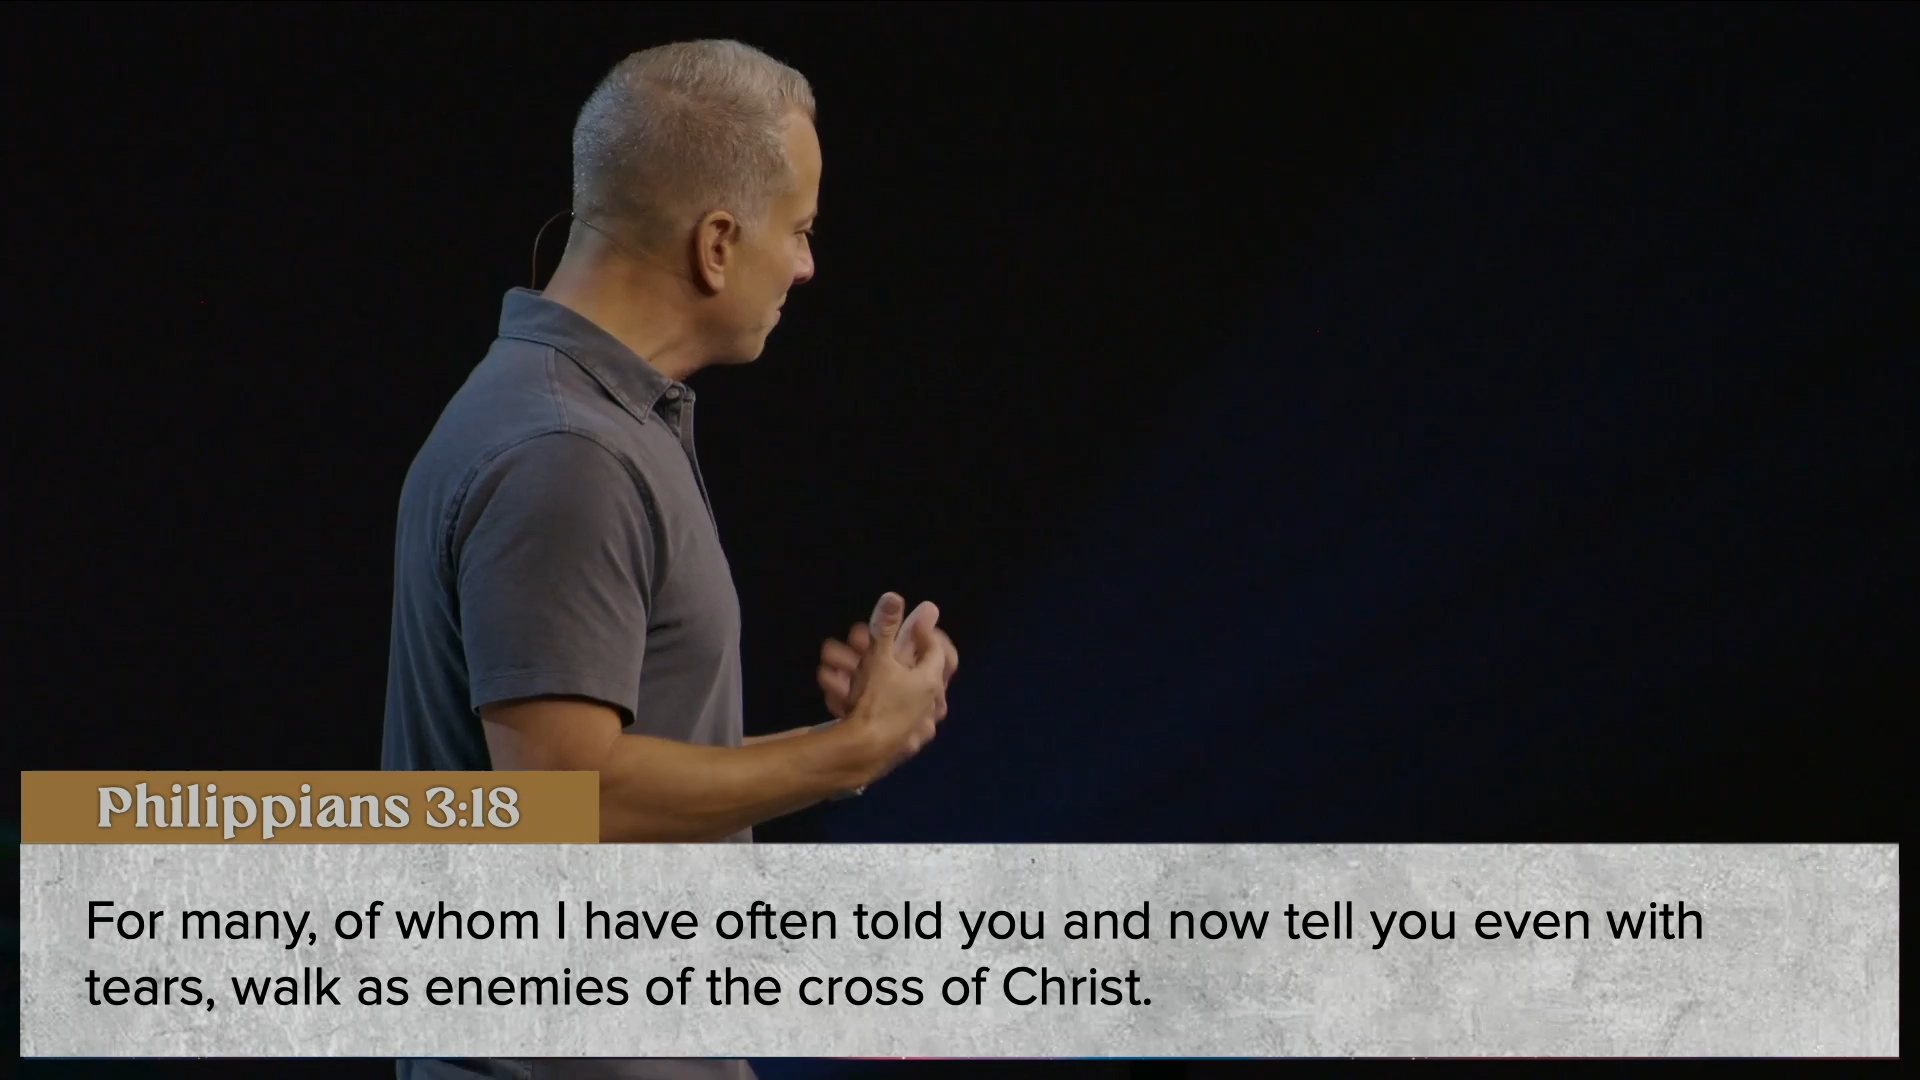 Philippians 3:18
For many, of whom I have often told you and now tell you even with
tears, walk as enemies of the cross of Christ.